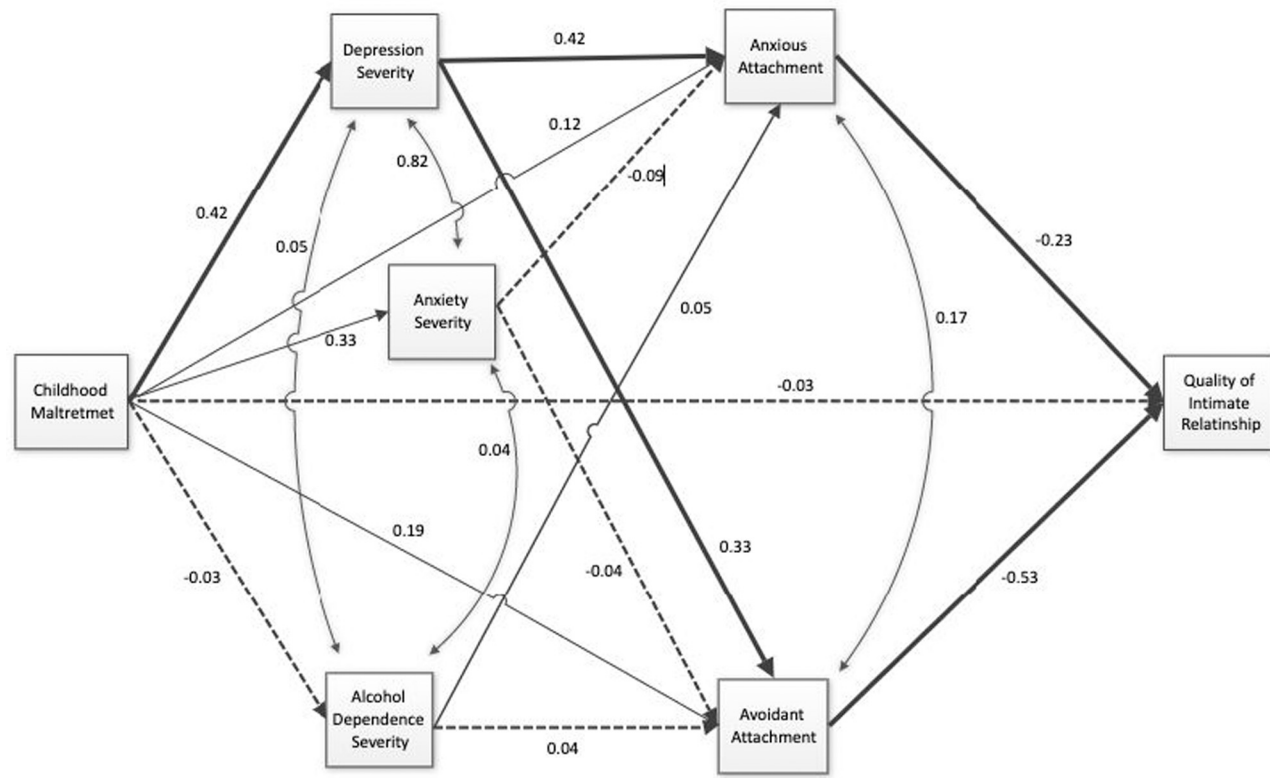 Depression
Severity
0.42
Anxious
Attachment
0.12
0.82
-0.09
0.42
0.05
-0.23
Anxiety
Severity
0.05
0.17
0.33
Childhood
Maltretmet
-0.03
Quality of
Intimate
Relatinship
0.04
0.19
0.33
-0.03
-0.04
-0.53
Alcohol
Dependence
Severity
0.04
Avoidant
Attachment